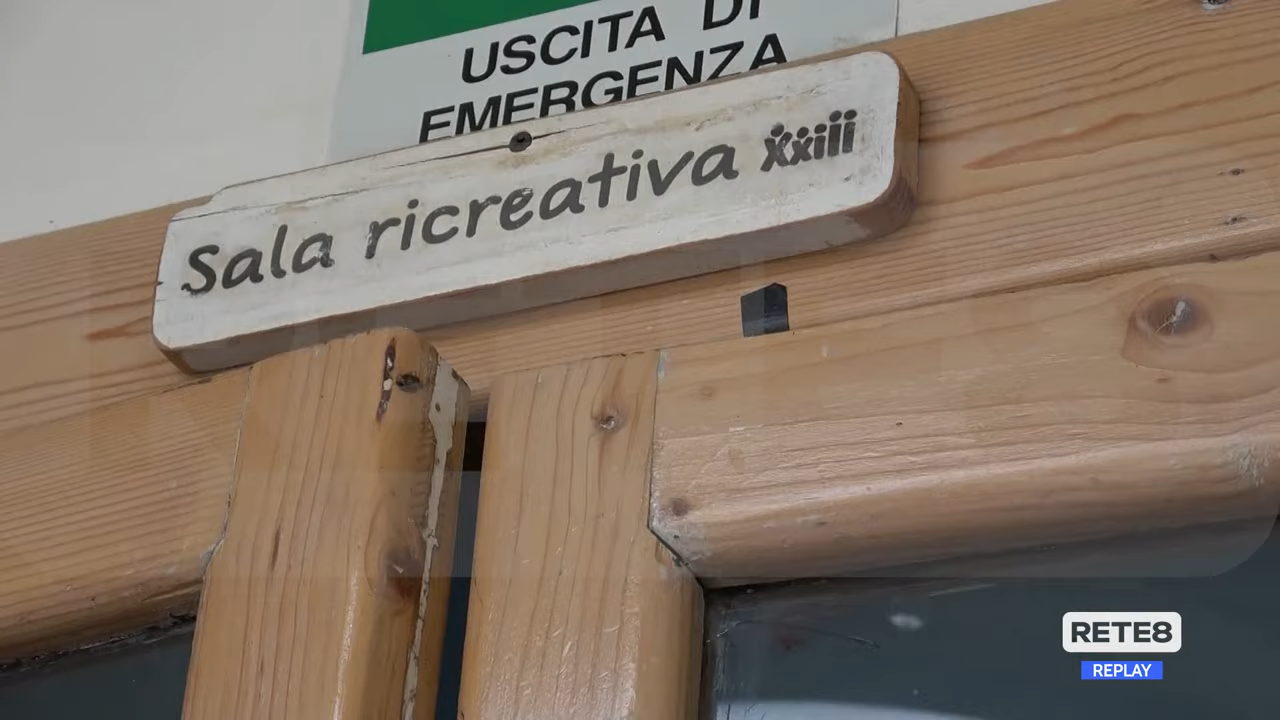 USCITA DI
EMERGENZA
Sala ricreativa xxiii
RETE8
REPLAY